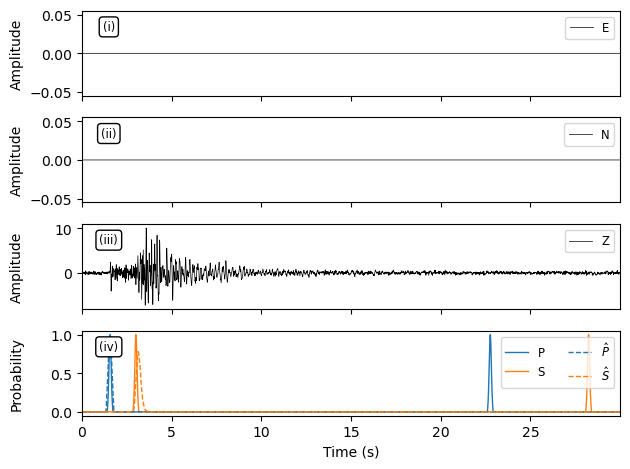 Amplitude
0.05
0.00
−0.05
(i)
E
Amplitude
0.05
0.00
−0.05
(ii)
N
Amplitude
10
0
(iii)
Z
Probability
1.0
0.5
0.0
(iv)
P
S
P̂
Ŝ
0 5 10 15 20 25
Time (s)